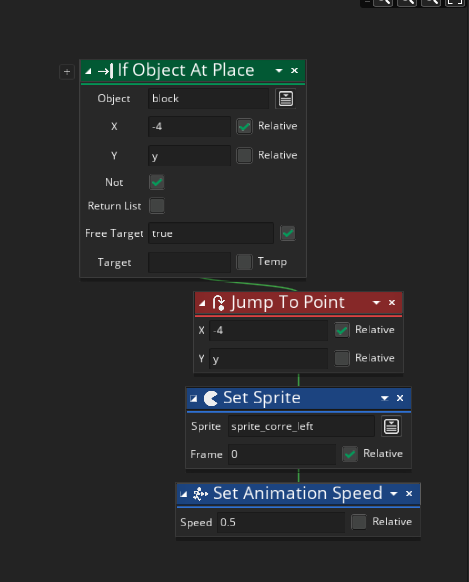 If Object At Place
Object block
X -4 Relative
Y y Relative
Not
Return List
Free Target true
Target Temp
Jump To Point
X -4 Relative
Y y Relative
Set Sprite
Sprite sprite_corre_left
Frame 0 Relative
Set Animation Speed
Speed 0.5 Relative